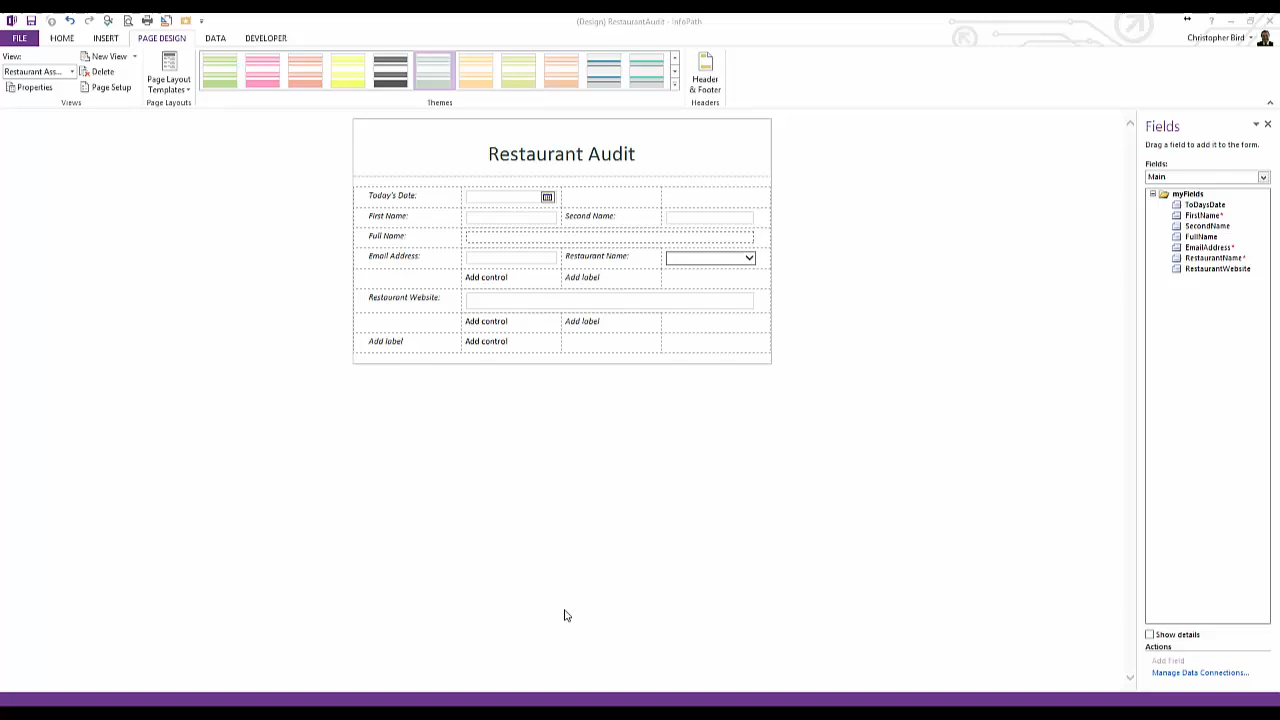 (Design) RestaurantAudit - InfoPath
?
FILE HOME INSERT PAGE DESIGN DATA DEVELOPER
Christopher Bird
View:
Restaurant Ass...
Properties
New View
Delete
Page Setup
Views
Page Layout
Templates
Page Layouts
Themes
Header
& Footer
Headers
Restaurant Audit
Today's Date:
First Name: Second Name:
Full Name:
Email Address: Restaurant Name:
Add control Add label
Restaurant Website:
Add control Add label
Add label Add control
Fields
Drag a field to add it to the form.
Fields:
Main
myFields
ToDaysDate
FirstName*
SecondName
FullName
EmailAddress*
RestaurantName*
RestaurantWebsite
Show details
Actions
Add Field
Manage Data Connections...